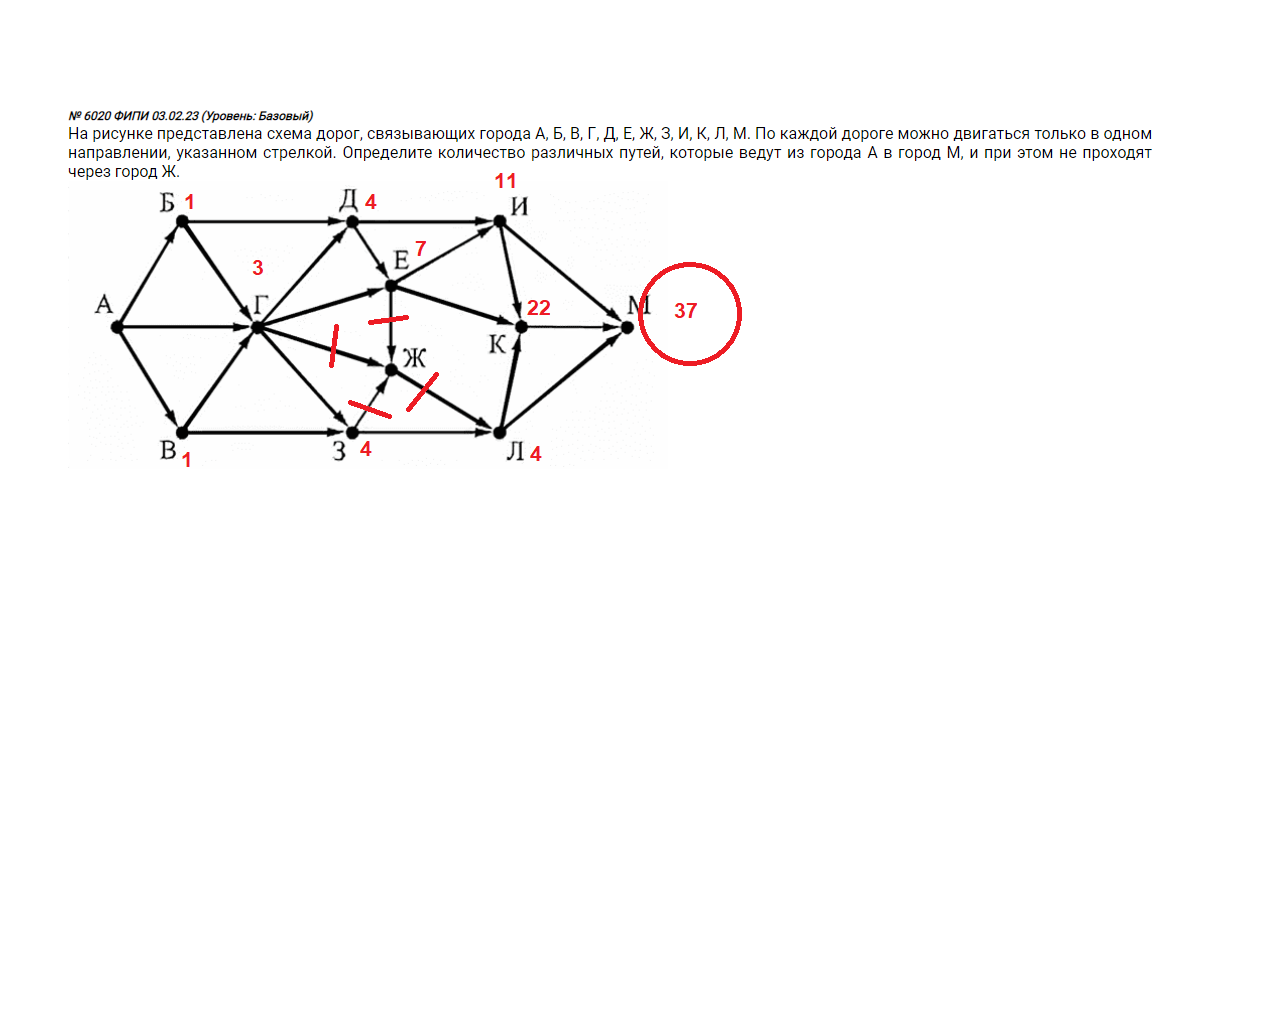 № 6020 ФИПИ 03.02.23 (Уровень: Базовый)
На рисунке представлена схема дорог, связывающих города А, Б, В, Г, Д, Е, Ж, З, И, К, Л, М. По каждой дороге можно двигаться только в одном
направлении, указанном стрелкой. Определите количество различных путей, которые ведут из города А в город М, и при этом не проходят
через город Ж.
11
Б 1
Д 4
И
Е 7
3
А
Г
22
М 37
К
Ж
В 1
З 4
Л 4